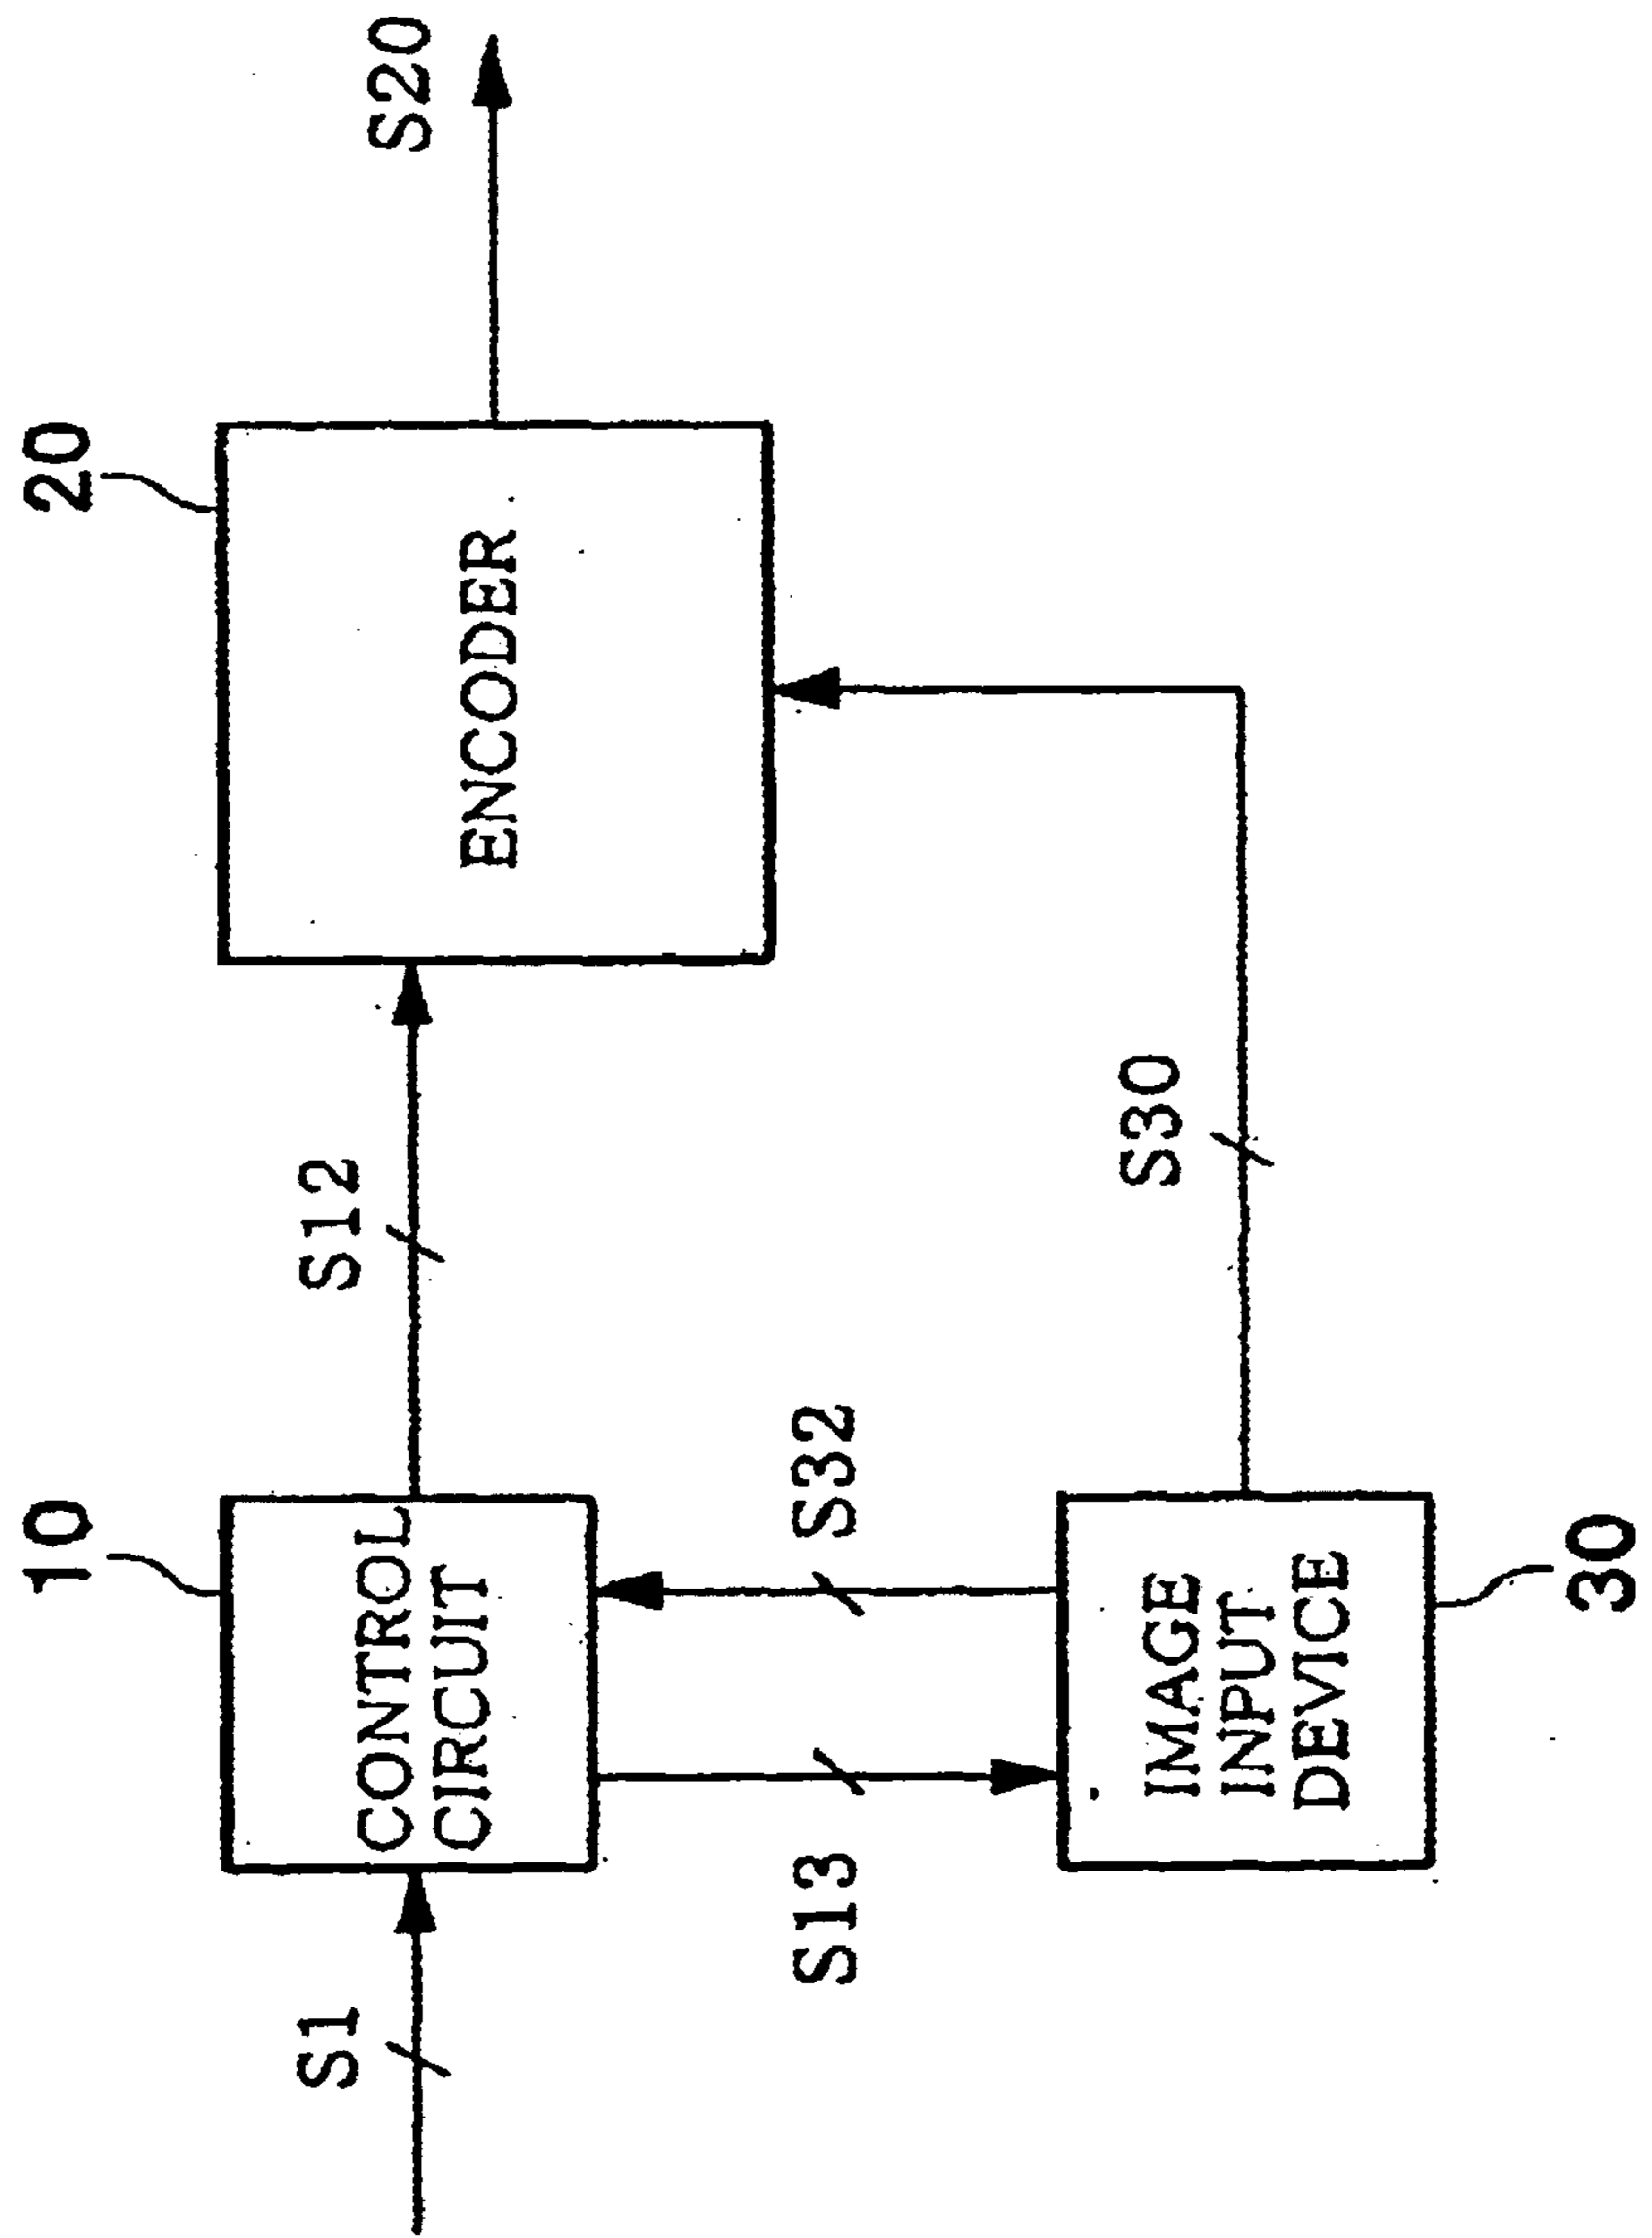 10
20
S1
CONTROL
CIRCUIT
S12
ENCODER
S20
S13
S32
S30
IMAGE
INPUT
DEVICE
30